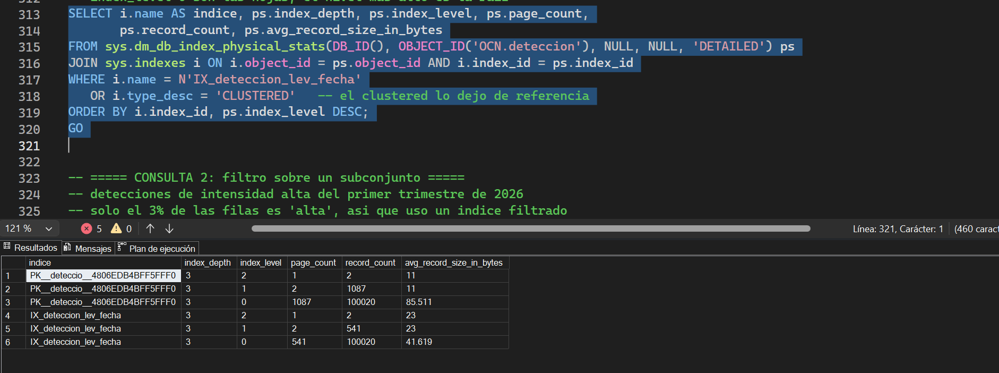 312
313 SELECT i.name AS indice, ps.index_depth, ps.index_level, ps.page_count,
314 ps.record_count, ps.avg_record_size_in_bytes
315 FROM sys.dm_db_index_physical_stats(DB_ID(), OBJECT_ID('OCN.deteccion'), NULL, NULL, 'DETAILED') ps
316 JOIN sys.indexes i ON i.object_id = ps.object_id AND i.index_id = ps.index_id
317 WHERE i.name = N'IX_deteccion_lev_fecha'
318 OR i.type_desc = 'CLUSTERED' -- el clustered lo dejo de referencia
319 ORDER BY i.index_id, ps.index_level DESC;
320 GO
321
322
323 -- ===== CONSULTA 2: filtro sobre un subconjunto =====
324 -- detecciones de intensidad alta del primer trimestre de 2026
325 -- solo el 3% de las filas es 'alta', asi que uso un indice filtrado
121 % 5 0 Línea: 321, Carácter: 1 (460 caract
Resultados Mensajes Plan de ejecución
indice index_depth index_level page_count record_count avg_record_size_in_bytes
1 PK__deteccio__4806EDB4BFF5FFF0 3 2 1 2 11
2 PK__deteccio__4806EDB4BFF5FFF0 3 1 2 1087 11
3 PK__deteccio__4806EDB4BFF5FFF0 3 0 1087 100020 85.511
4 IX_deteccion_lev_fecha 3 2 1 2 23
5 IX_deteccion_lev_fecha 3 1 2 541 23
6 IX_deteccion_lev_fecha 3 0 541 100020 41.619